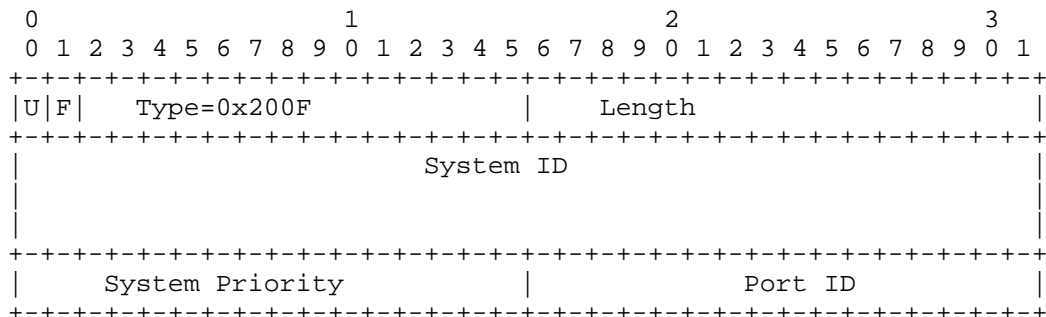 0                   1                   2                   3
 0 1 2 3 4 5 6 7 8 9 0 1 2 3 4 5 6 7 8 9 0 1 2 3 4 5 6 7 8 9 0 1
+-+-+-+-+-+-+-+-+-+-+-+-+-+-+-+-+-+-+-+-+-+-+-+-+-+-+-+-+-+-+-+-+
|U|F|   Type=0x200F             |    Length                     |
+-+-+-+-+-+-+-+-+-+-+-+-+-+-+-+-+-+-+-+-+-+-+-+-+-+-+-+-+-+-+-+-+
|                         System ID                             |
|                                                               |
|                                                               |
+-+-+-+-+-+-+-+-+-+-+-+-+-+-+-+-+-+-+-+-+-+-+-+-+-+-+-+-+-+-+-+-+
|     System Priority           |             Port ID           |
+-+-+-+-+-+-+-+-+-+-+-+-+-+-+-+-+-+-+-+-+-+-+-+-+-+-+-+-+-+-+-+-+